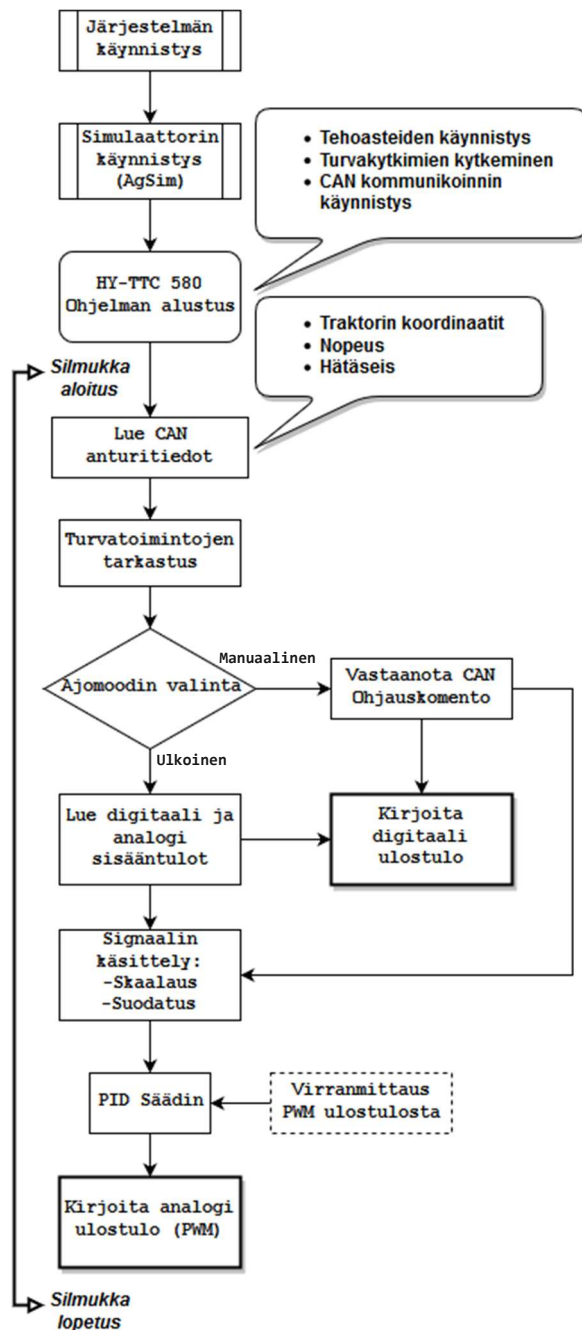 Järjestelmän
käynnistys
Simulaattorin
käynnistys
(AgSim)
• Tehoasteiden käynnistys
• Turvakytkimien kytkeminen
• CAN kommunikoinnin
käynnistys
HY-TTC 580
Ohjelman alustus
• Traktorin koordinaatit
• Nopeus
• Hätäseis
Silmukka
aloitus
Lue CAN
anturitiedot
Turvatoimintojen
tarkastus
Ajomoodin valinta
Manuaalinen
Vastaanota CAN
Ohjauskomento
Ulkoinen
Lue digitaali ja
analogi
sisääntulot
Kirjoita
digitaali
ulostulo
Signaalin
käsittely:
-Skaalaus
-Suodatus
PID Säädin
Virranmittaus
PWM ulostulosta
Kirjoita analogi
ulostulo (PWM)
Silmukka
lopetus